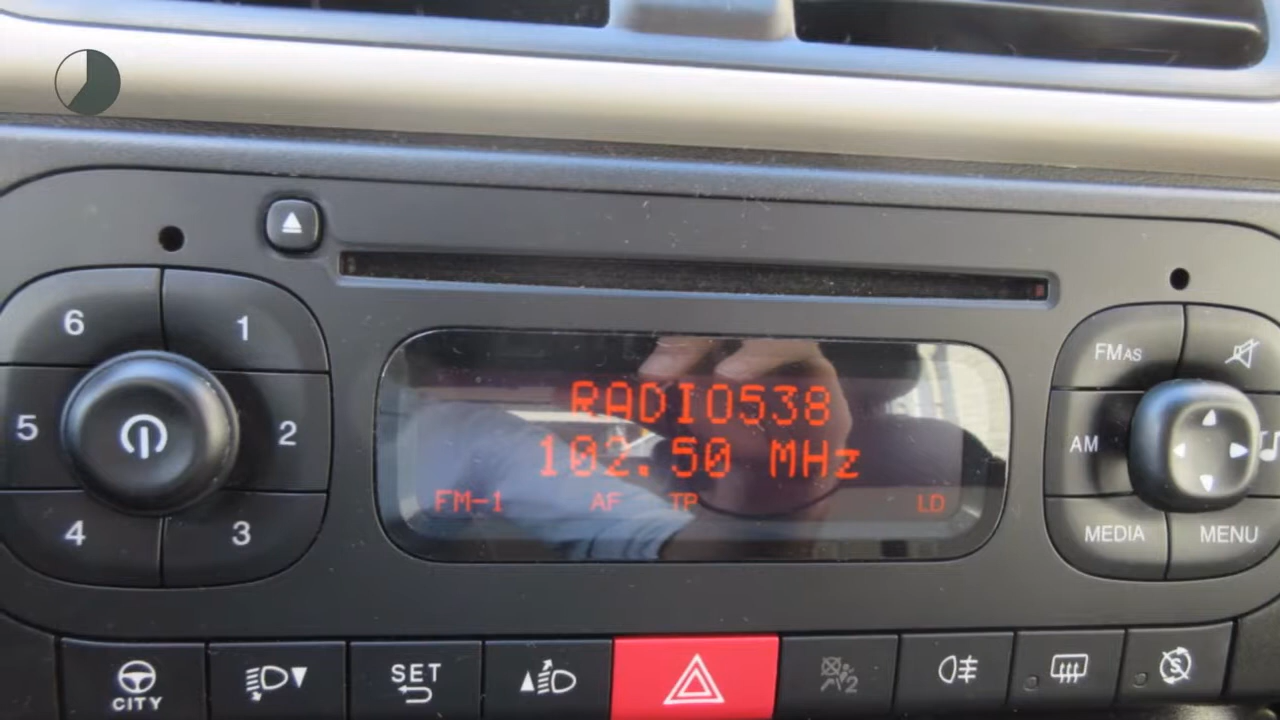 6 1
5 2
4 3
RADIO538
102.50 MHz
FM-1 AF TP LD
FMAS
AM
MEDIA MENU
CITY
SET
2